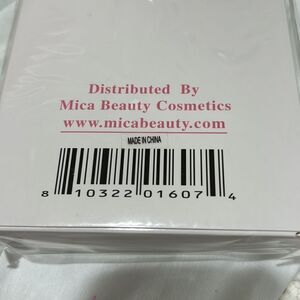 Distributed By
Mica Beauty Cosmetics
www.micabeauty.com
MADE IN CHINA
8 10322 01607 4